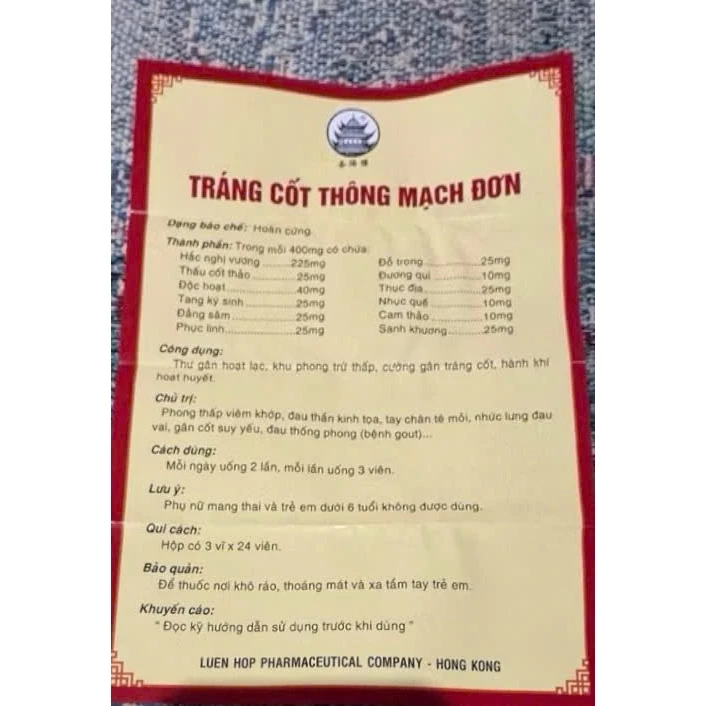 TRÁNG CỐT THÔNG MẠCH ĐƠN
Dạng bào chế: Hoàn cứng
Thành phần: Trong mỗi 400mg có chứa:
Hắc nghị vương ........225mg
Thấu cốt thảo ............25mg
Độc hoạt ....................40mg
Tang ký sinh ..............25mg
Đẳng sâm ..................25mg
Phục linh....................25mg
Đỗ trọng ....................25mg
Đương qui .................10mg
Thục địa.....................25mg
Nhục quế ...................10mg
Cam thảo ...................10mg
Sanh khương.............25mg
Công dụng:
Thư gân hoạt lạc, khu phong trừ thấp, cường gân tráng cốt, hành khí
hoạt huyết.
Chủ trị:
Phong thấp viêm khớp, đau thần kinh tọa, tay chân tê mỏi, nhức lưng đau
vai, gân cốt suy yếu, đau thống phong (bệnh gout)...
Cách dùng:
Mỗi ngày uống 2 lần, mỗi lần uống 3 viên.
Lưu ý:
Phụ nữ mang thai và trẻ em dưới 6 tuổi không được dùng.
Qui cách:
Hộp có 3 vĩ x 24 viên.
Bảo quản:
Để thuốc nơi khô ráo, thoáng mát và xa tầm tay trẻ em.
Khuyến cáo:
" Đọc kỹ hướng dẫn sử dụng trước khi dùng "
LUEN HOP PHARMACEUTICAL COMPANY - HONG KONG